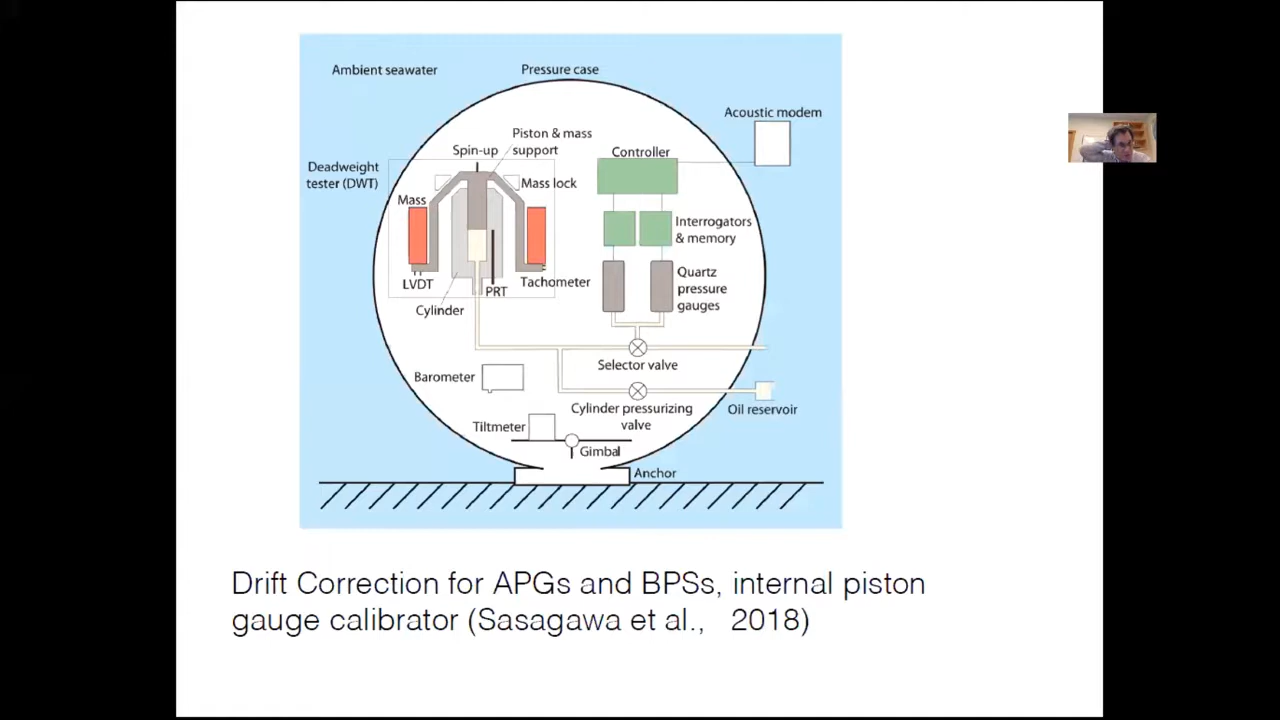 Ambient seawater
Pressure case
Acoustic modem
Piston & mass
support
Spin-up
Controller
Deadweight
tester (DWT)
Mass lock
Mass
Interrogators
& memory
Quartz
pressure
gauges
LVDT
PRT
Tachometer
Cylinder
Selector valve
Barometer
Cylinder pressurizing
valve
Oil reservoir
Tiltmeter
Gimbal
Anchor
Drift Correction for APGs and BPSs, internal piston
gauge calibrator (Sasagawa et al., 2018)